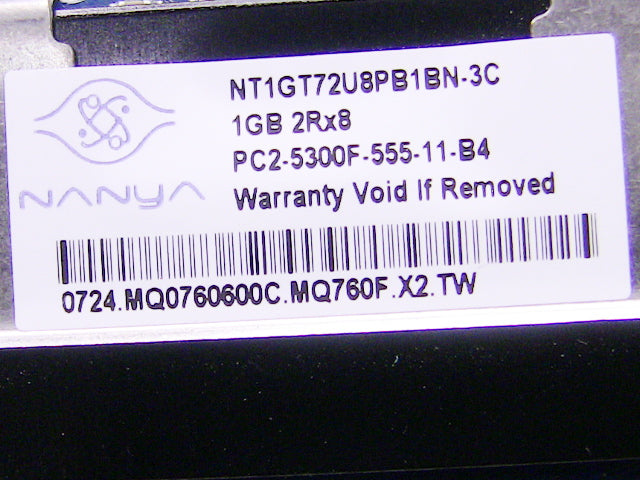 NT1GT72U8PB1BN-3C
1GB 2Rx8
PC2-5300F-555-11-B4
NANYA
Warranty Void If Removed
0724.MQ0760600C.MQ760F.X2.TW